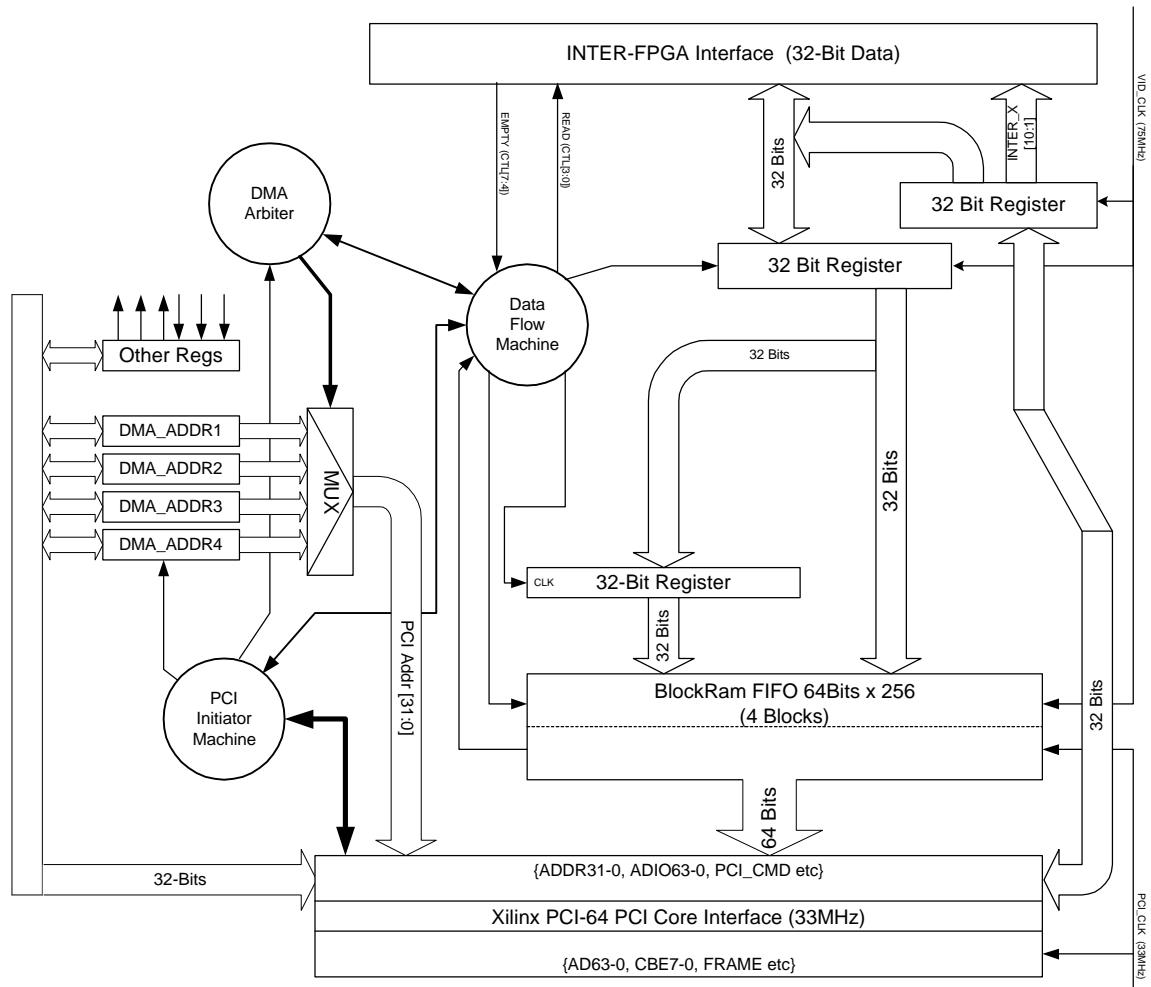 INTER-FPGA Interface (32-Bit Data)
VID_CLK (75MHz)
EMPTY (CTL[7:4])
READ (CTL[3:0])
32 Bits
INTER_X
[10:1]
DMA
Arbiter
32 Bit Register
32 Bit Register
Data
Flow
Machine
Other Regs
32 Bits
DMA_ADDR1
DMA_ADDR2
DMA_ADDR3
DMA_ADDR4
MUX
32 Bits
CLK
32-Bit Register
PCI Addr [31:0]
32 Bits
PCI
Initiator
Machine
BlockRam FIFO 64Bits x 256
(4 Blocks)
32 Bits
64 Bits
32-Bits
{ADDR31-0, ADIO63-0, PCI_CMD etc}
Xilinx PCI-64 PCI Core Interface (33MHz)
{AD63-0, CBE7-0, FRAME etc}
PCI_CLK (33MHz)